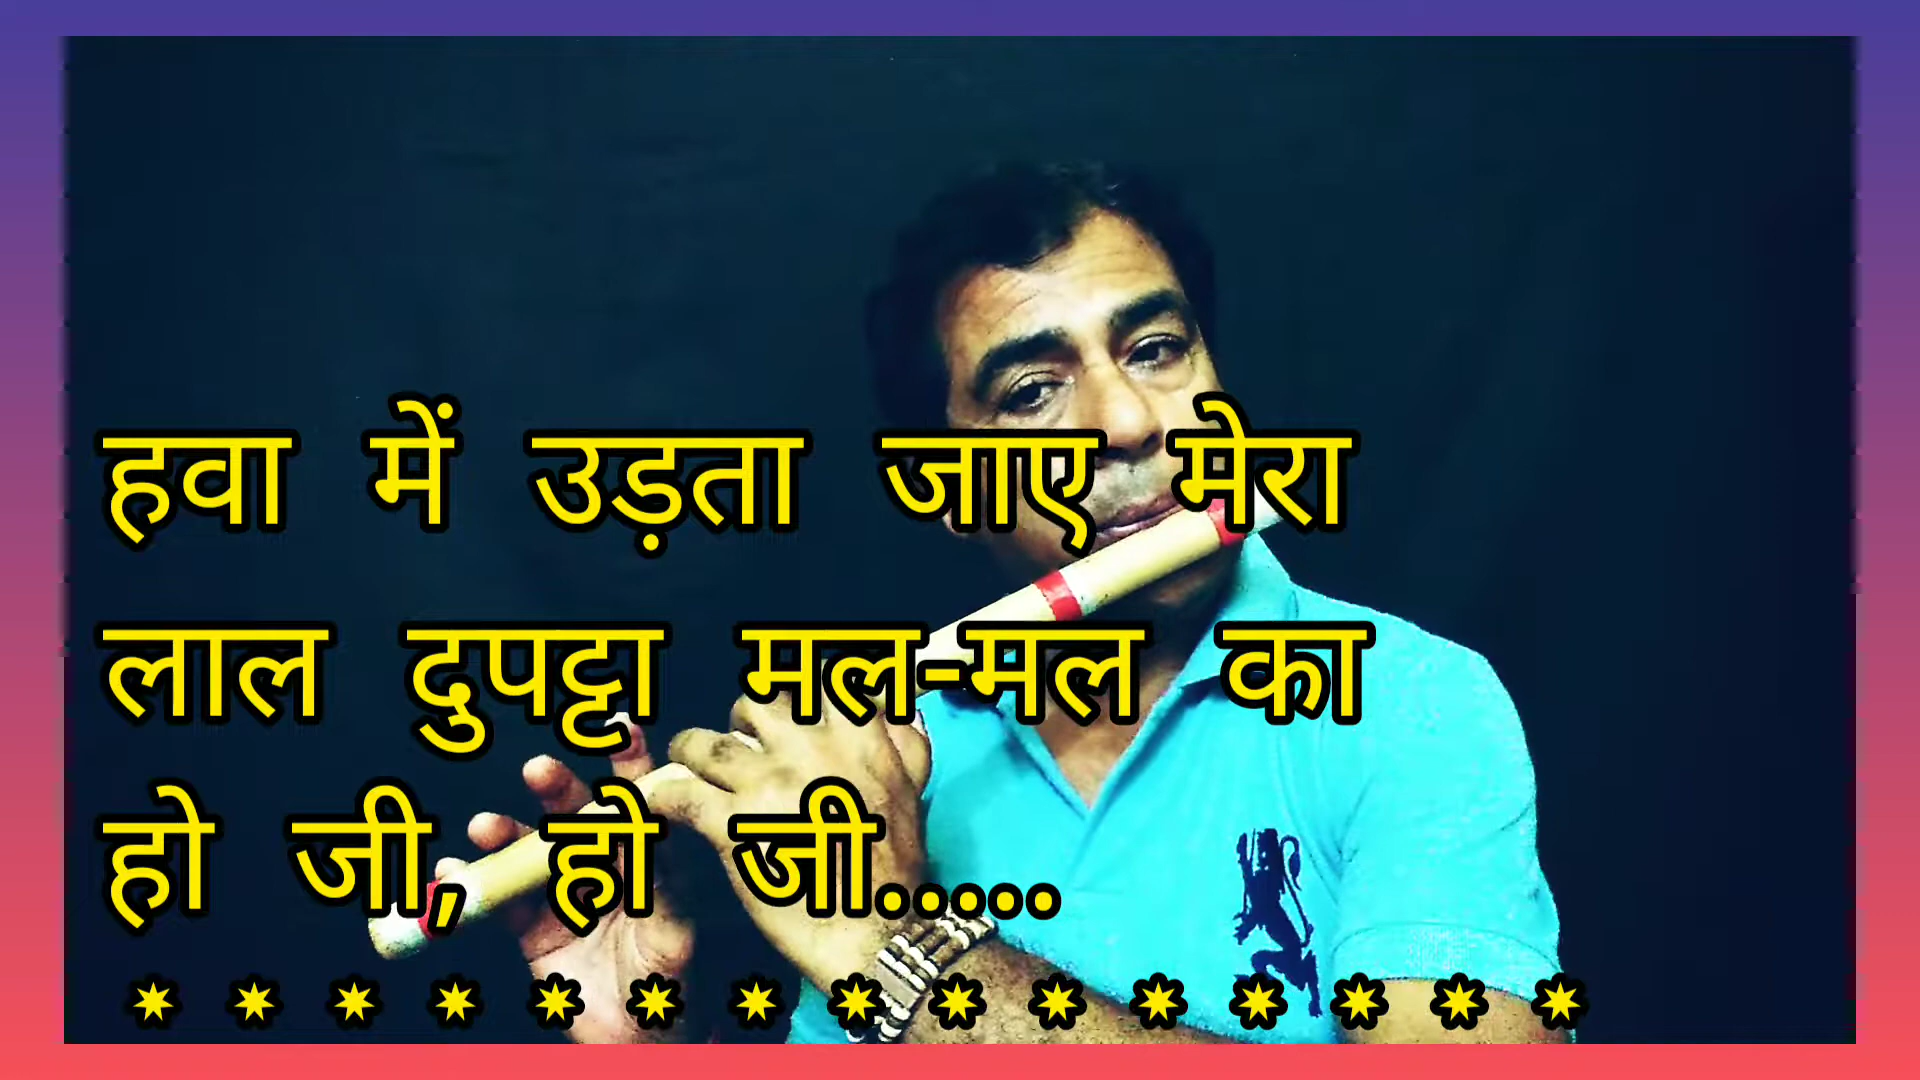 हवा में उड़ता जाए मेरा
लाल दुपट्टा मल-मल का
हो जी, हो जी.....